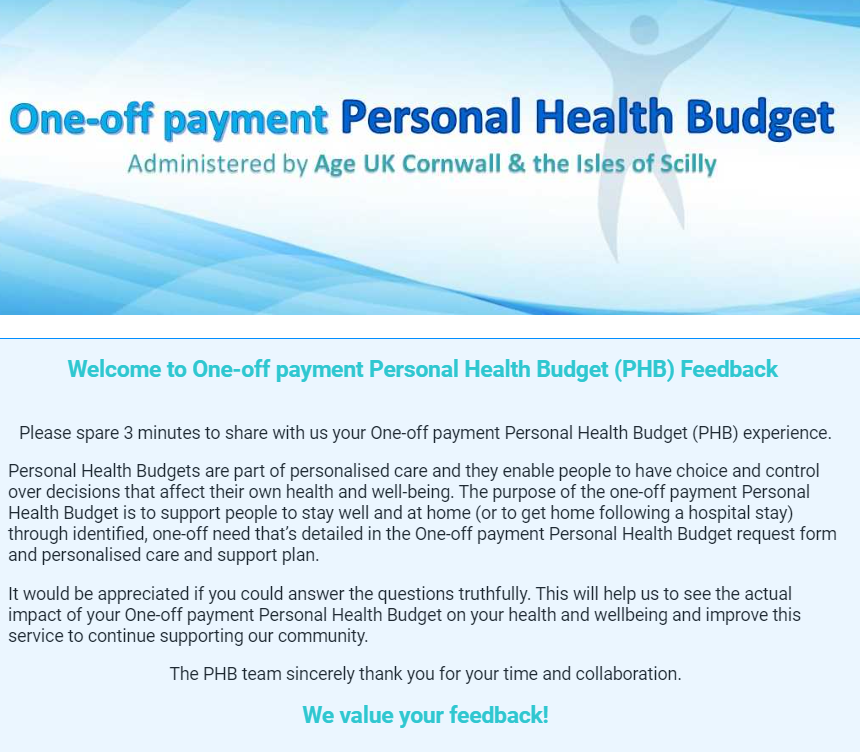 One-off payment Personal Health Budget
Administered by Age UK Cornwall & the Isles of Scilly
Welcome to One-off payment Personal Health Budget (PHB) Feedback
Please spare 3 minutes to share with us your One-off payment Personal Health Budget (PHB) experience.
Personal Health Budgets are part of personalised care and they enable people to have choice and control
over decisions that affect their own health and well-being. The purpose of the one-off payment Personal
Health Budget is to support people to stay well and at home (or to get home following a hospital stay)
through identified, one-off need that’s detailed in the One-off payment Personal Health Budget request form
and personalised care and support plan.
It would be appreciated if you could answer the questions truthfully. This will help us to see the actual
impact of your One-off payment Personal Health Budget on your health and wellbeing and improve this
service to continue supporting our community.
The PHB team sincerely thank you for your time and collaboration.
We value your feedback!